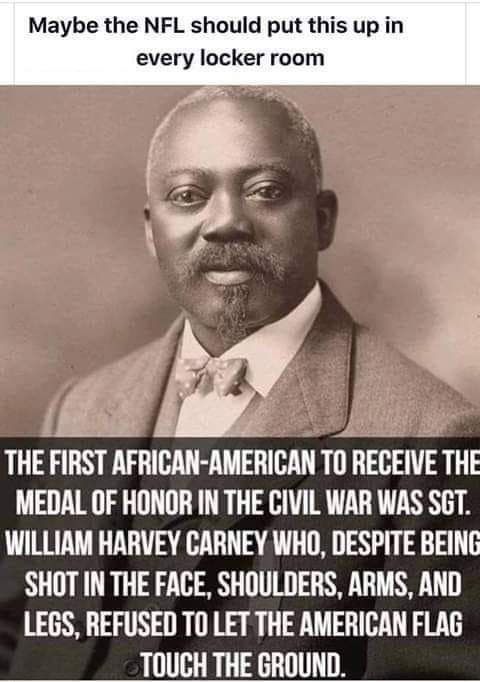 Maybe the NFL should put this up in
every locker room
THE FIRST AFRICAN-AMERICAN TO RECEIVE THE
MEDAL OF HONOR IN THE CIVIL WAR WAS SGT.
WILLIAM HARVEY CARNEY WHO, DESPITE BEING
SHOT IN THE FACE, SHOULDERS, ARMS, AND
LEGS, REFUSED TO LET THE AMERICAN FLAG
TOUCH THE GROUND.